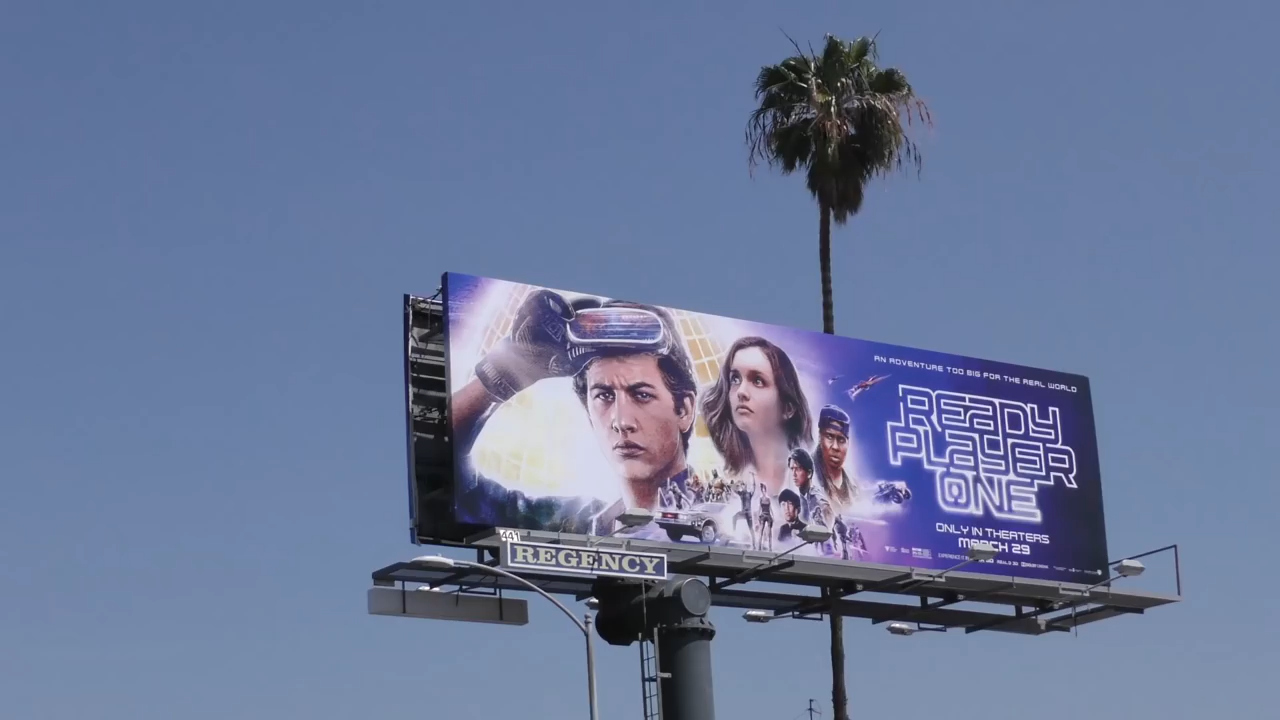 AN ADVENTURE TOO BIG FOR THE REAL WORLD
READY
PLAYER
ONE
ONLY IN THEATERS
MARCH 29
441
REGENCY